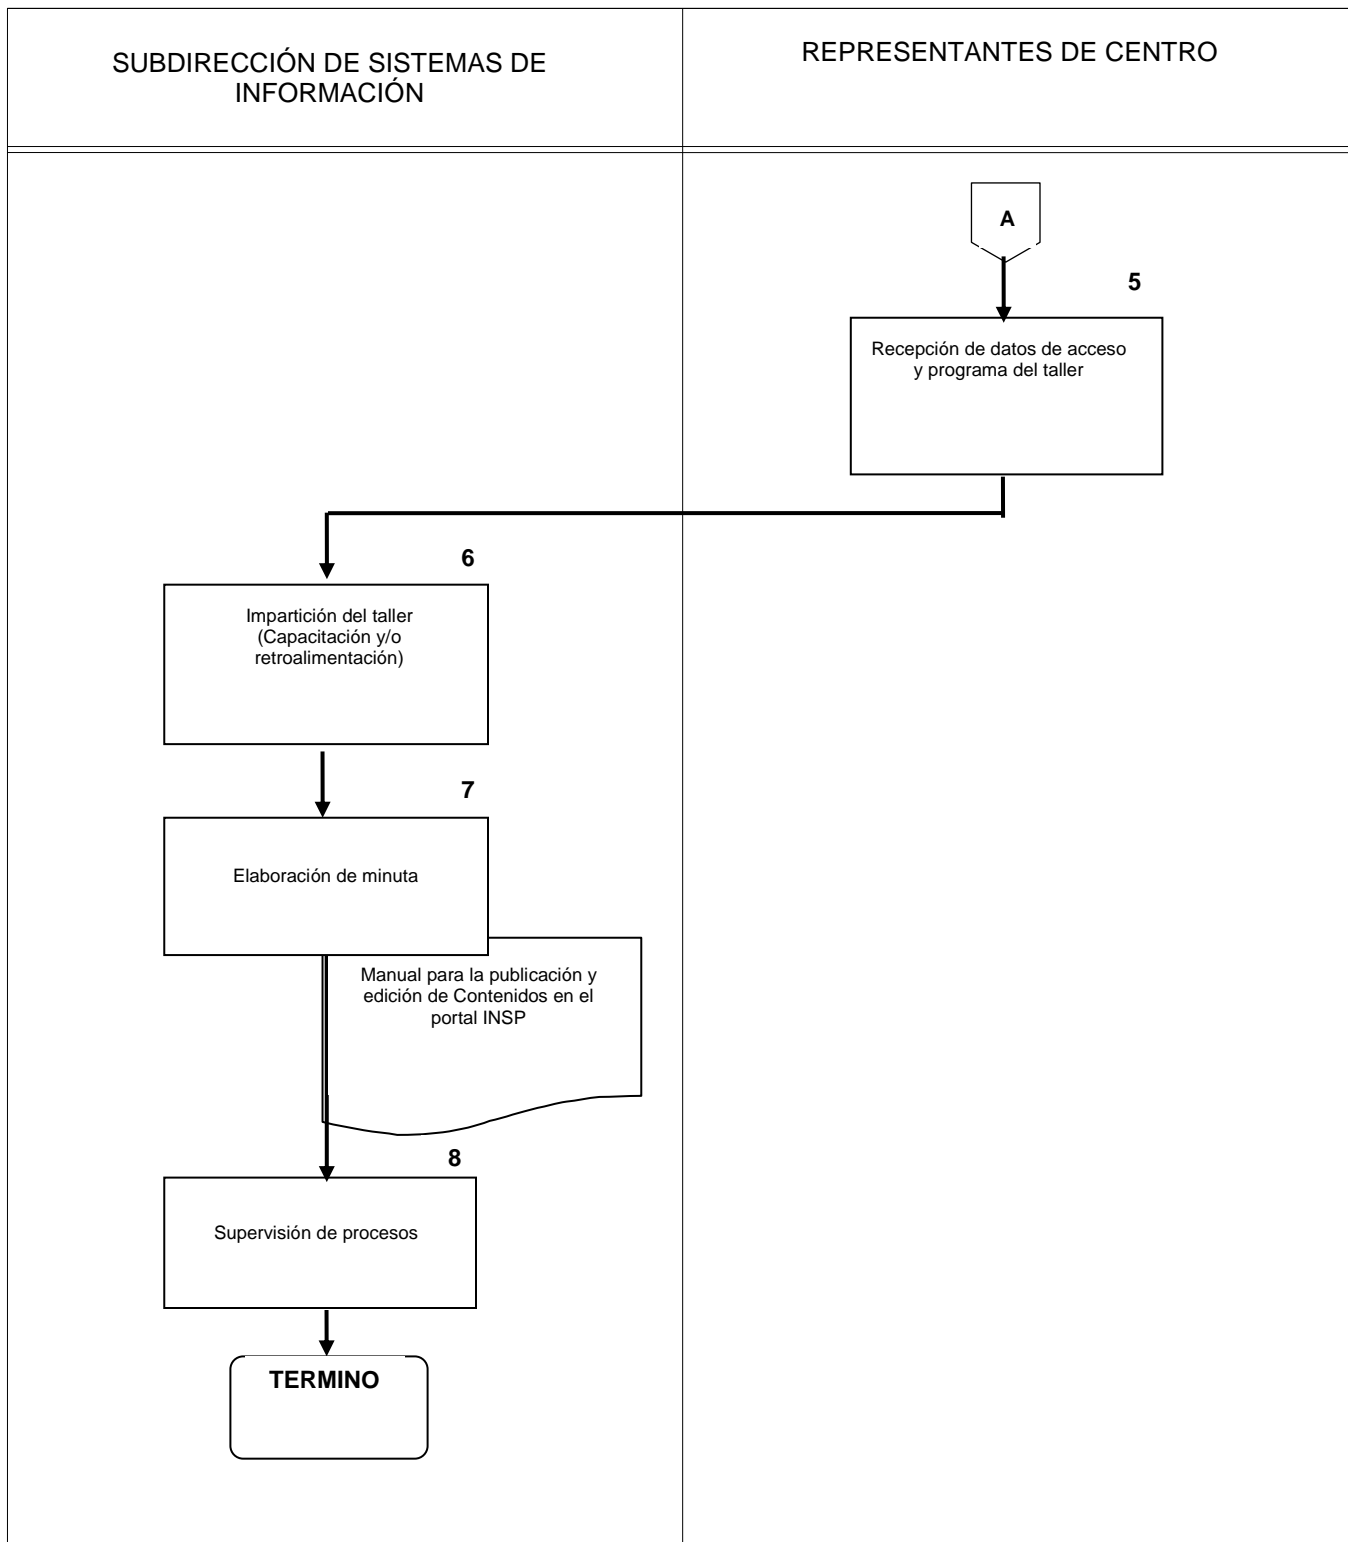 SUBDIRECCIÓN DE SISTEMAS DE
INFORMACIÓN
REPRESENTANTES DE CENTRO
A
5
Recepción de datos de acceso
y programa del taller
6
Impartición del taller
(Capacitación y/o
retroalimentación)
7
Elaboración de minuta
Manual para la publicación y
edición de Contenidos en el
portal INSP
8
Supervisión de procesos
TERMINO